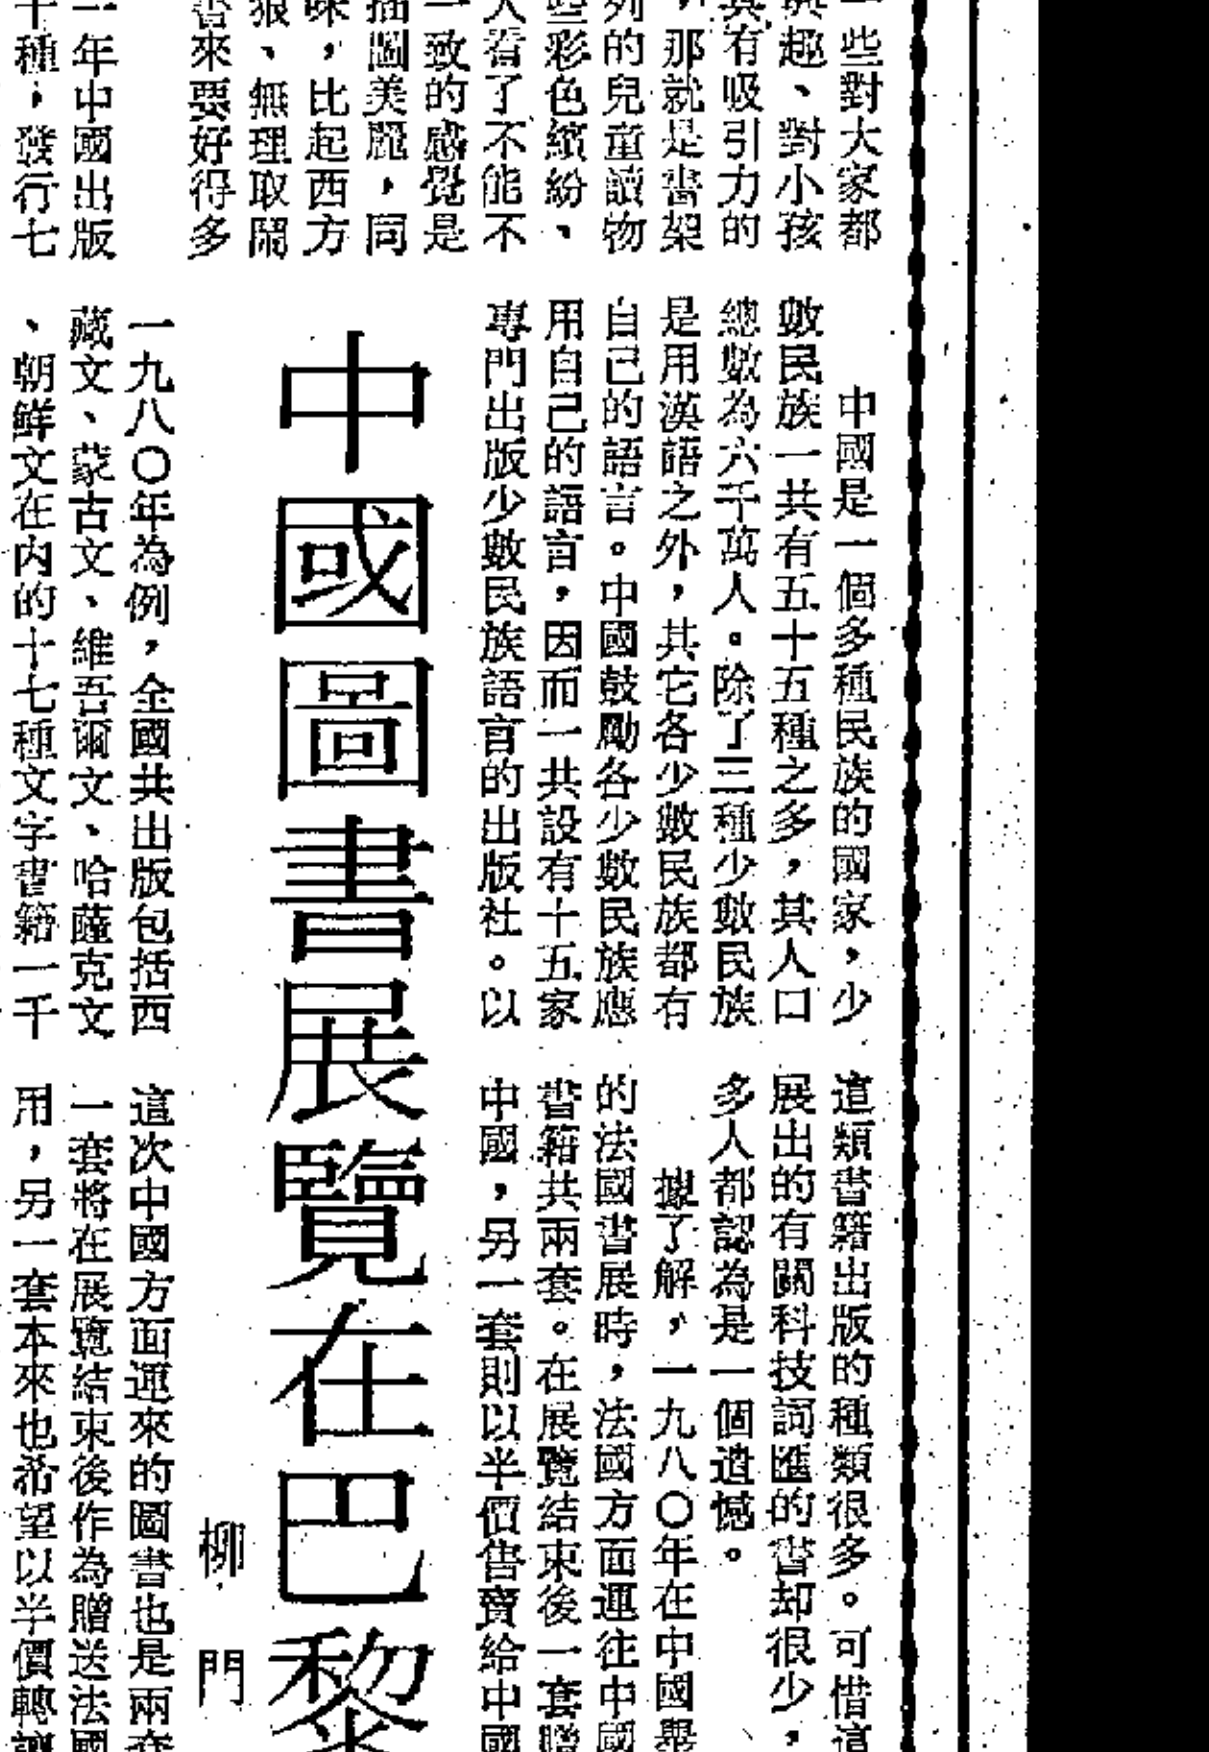 一些對大家都
興趣、對小孩
具有吸引力的
，那就是書架
列的兒童讀物
些彩色繽紛、
人看了不能不
一致的感覺是
插圖美麗，同
味，比起西方
狠、無理取鬧
書來要好得多
一年中國出版
十種，發行七
中國是一個多種民族的國家，少
數民族一共有五十五種之多，其人口
總數為六千萬人。除了三種少數民族
是用漢語之外，其它各少數民族都有
自己的語言。中國鼓勵各少數民族應
用自己的語言，因而一共設有十五家
專門出版少數民族語言的出版社。以
中國圖書展覽在巴黎
柳門
一九八〇年為例，全國共出版包括西
藏文、蒙古文、維吾爾文、哈薩克文
、朝鮮文在內的十七種文字書籍一千
這類書籍出版的種類很多。可惜這
展出的有關科技詞匯的書却很少，
多人都認為是一個遺憾。
據了解，一九八〇年在中國舉
的法國書展時，法國方面運往中國
書籍共兩套。在展覽結束後一套贈
中國，另一套則以半價售賣給中國
這次中國方面運來的圖書也是兩套
一套將在展覽結束後作為贈送法國
用，另一套本來也希望以半價轉讓